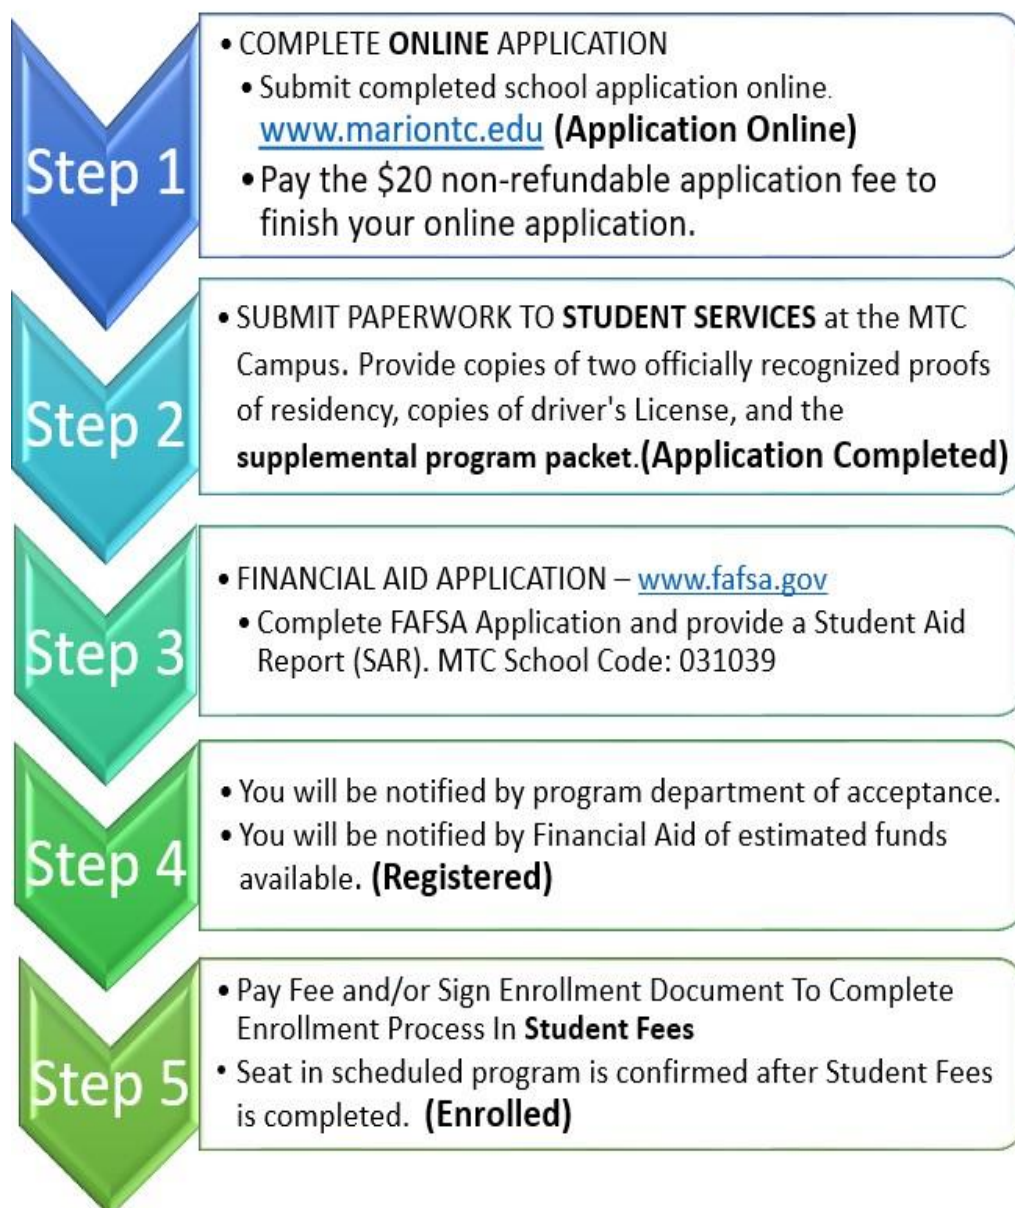 Step 1
• COMPLETE ONLINE APPLICATION
• Submit completed school application online.
www.mariontc.edu (Application Online)
• Pay the $20 non-refundable application fee to
finish your online application.
Step 2
• SUBMIT PAPERWORK TO STUDENT SERVICES at the MTC
Campus. Provide copies of two officially recognized proofs
of residency, copies of driver's License, and the
supplemental program packet.(Application Completed)
Step 3
• FINANCIAL AID APPLICATION – www.fafsa.gov
• Complete FAFSA Application and provide a Student Aid
Report (SAR). MTC School Code: 031039
Step 4
• You will be notified by program department of acceptance.
• You will be notified by Financial Aid of estimated funds
available. (Registered)
Step 5
• Pay Fee and/or Sign Enrollment Document To Complete
Enrollment Process In Student Fees
• Seat in scheduled program is confirmed after Student Fees
is completed. (Enrolled)